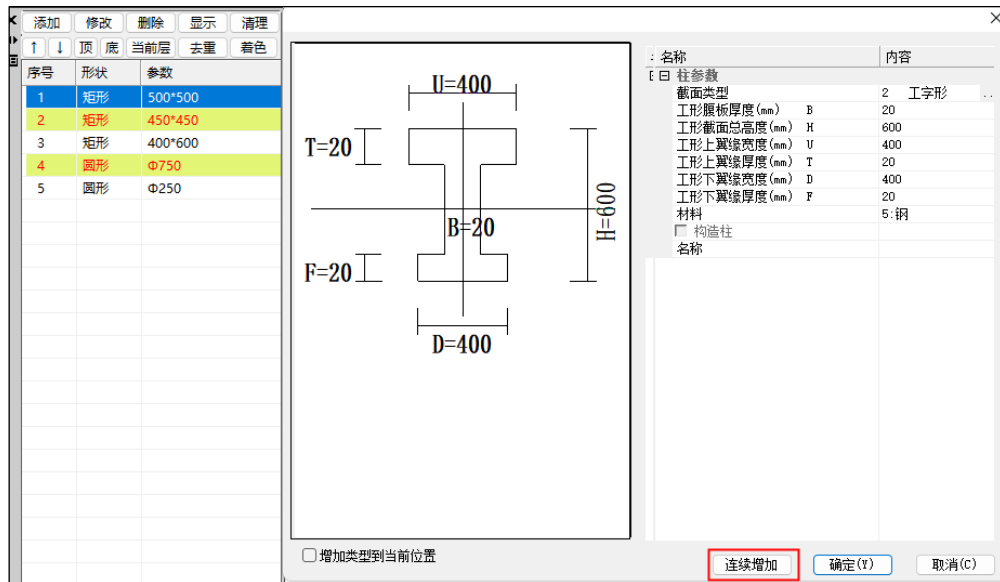 添加 修改 删除 显示 清理
↑ ↓ 顶 底 当前层 去重 着色
序号 形状 参数
1 矩形 500*500
2 矩形 450*450
3 矩形 400*600
4 圆形 Φ750
5 圆形 Φ250
U=400
T=20
B=20
H=600
F=20
D=400
名称 内容
柱参数
截面类型 2 工字形 ..
工形腹板厚度(mm) B 20
工形截面总高度(mm) H 600
工形上翼缘宽度(mm) U 400
工形上翼缘厚度(mm) T 20
工形下翼缘宽度(mm) D 400
工形下翼缘厚度(mm) F 20
材料 5:钢
构造柱
名称
增加类型到当前位置
连续增加 确定(Y) 取消(C)